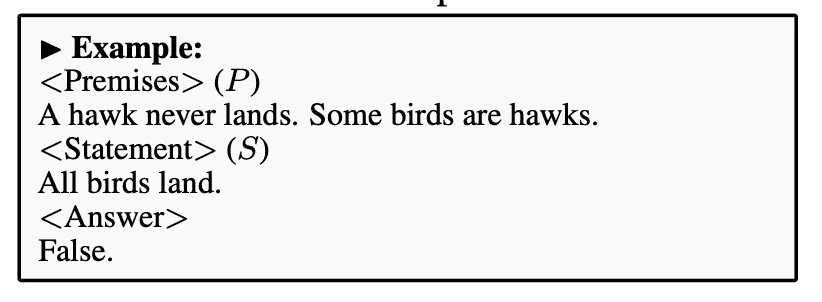 ► Example:
<Premises> (P)
A hawk never lands. Some birds are hawks.
<Statement> (S)
All birds land.
<Answer>
False.